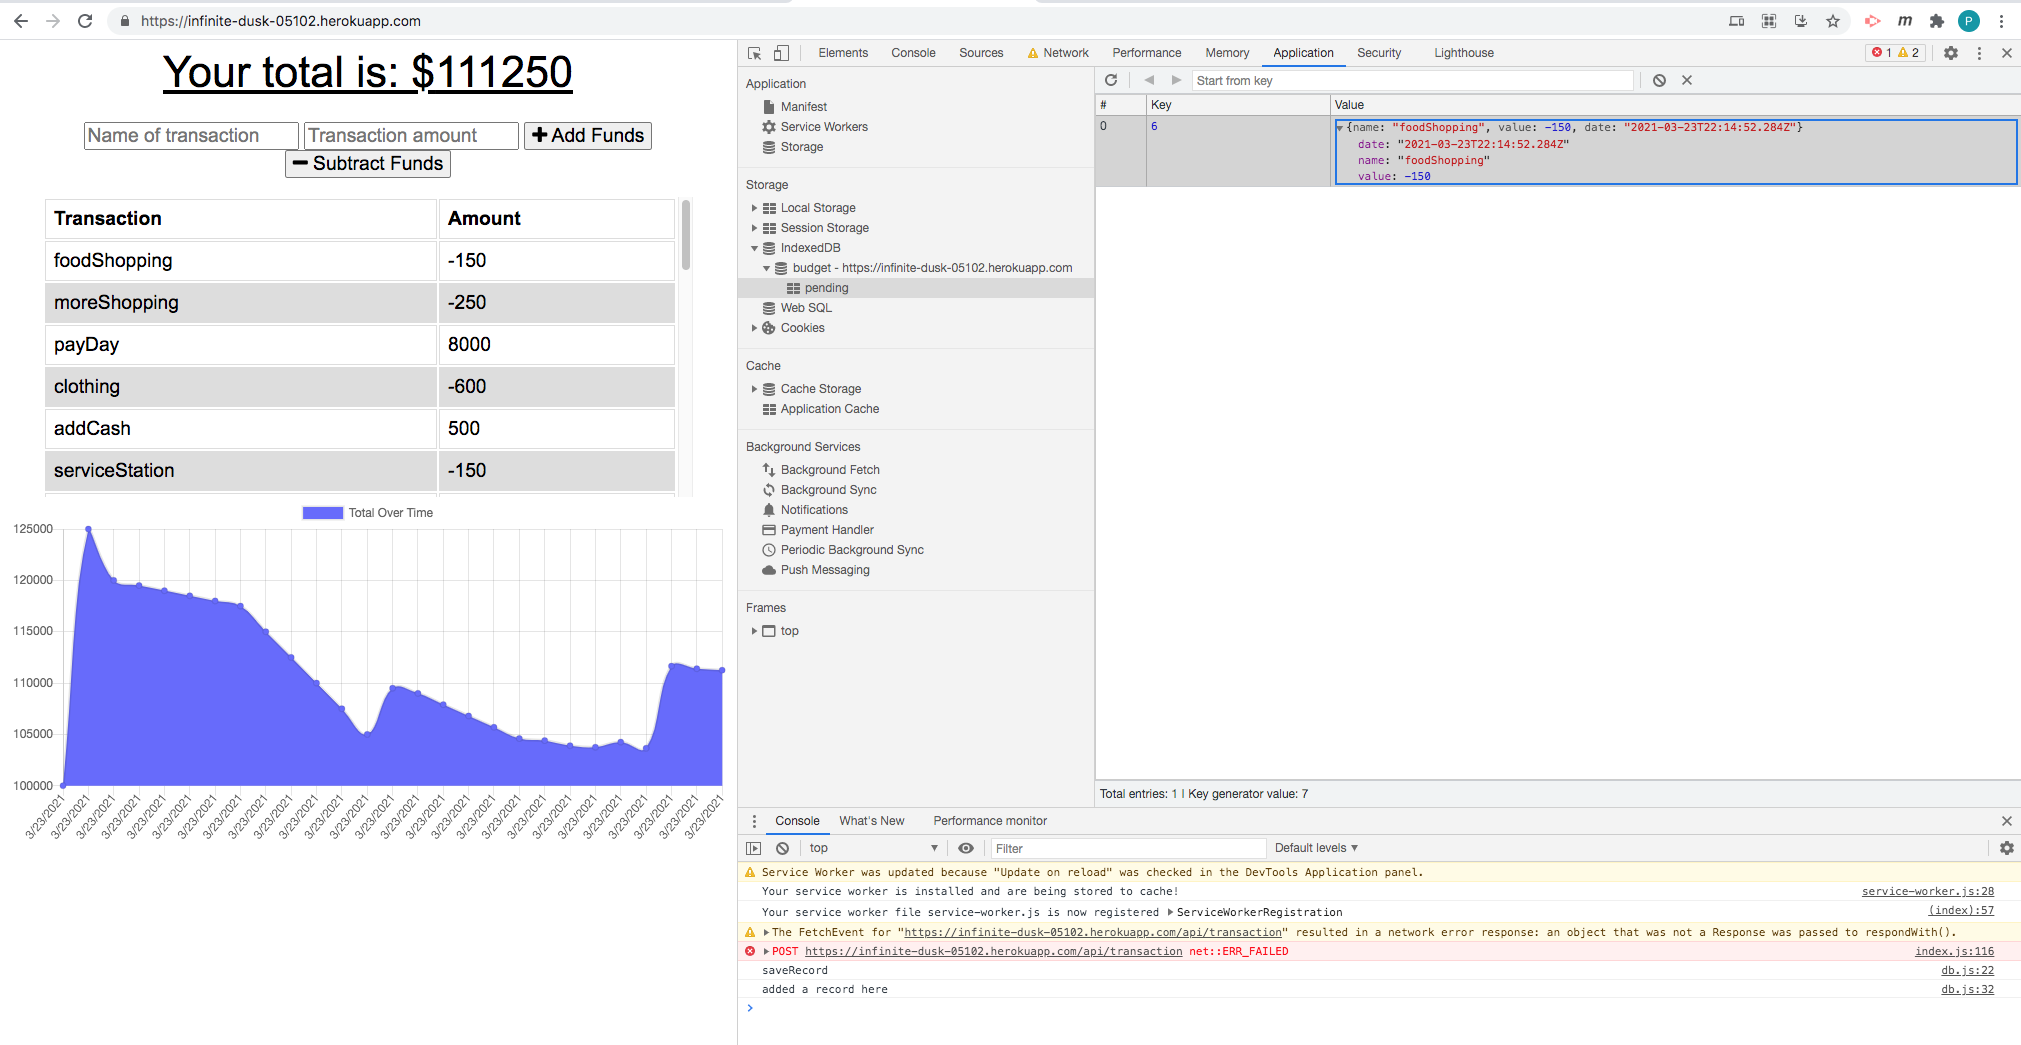 https://infinite-dusk-05102.herokuapp.com
m
P
Your total is: $111250
Name of transaction
Transaction amount
Add Funds
Subtract Funds
Transaction Amount
foodShopping -150
moreShopping -250
payDay 8000
clothing -600
addCash 500
serviceStation -150
Total Over Time
125000
120000
115000
110000
105000
100000
3/23/2021 3/23/2021 3/23/2021 3/23/2021 3/23/2021 3/23/2021 3/23/2021 3/23/2021 3/23/2021 3/23/2021 3/23/2021 3/23/2021 3/23/2021 3/23/2021 3/23/2021 3/23/2021 3/23/2021 3/23/2021 3/23/2021 3/23/2021 3/23/2021 3/23/2021 3/23/2021 3/23/2021 3/23/2021 3/23/2021 3/23/2021
Elements Console Sources Network Performance Memory Application Security Lighthouse 1 2
Application
Manifest
Service Workers
Storage
Storage
Local Storage
Session Storage
IndexedDB
budget - https://infinite-dusk-05102.herokuapp.com
pending
Web SQL
Cookies
Cache
Cache Storage
Application Cache
Background Services
Background Fetch
Background Sync
Notifications
Payment Handler
Periodic Background Sync
Push Messaging
Frames
top
Start from key
# Key Value
0 6 {name: "foodShopping", value: -150, date: "2021-03-23T22:14:52.284Z"}
date: "2021-03-23T22:14:52.284Z"
name: "foodShopping"
value: -150
Total entries: 1 | Key generator value: 7
Console What's New Performance monitor
top Filter Default levels
Service Worker was updated because "Update on reload" was checked in the DevTools Application panel.
Your service worker is installed and are being stored to cache! service-worker.js:28
Your service worker file service-worker.js is now registered ServiceWorkerRegistration (index):57
The FetchEvent for "https://infinite-dusk-05102.herokuapp.com/api/transaction" resulted in a network error response: an object that was not a Response was passed to respondWith().
POST https://infinite-dusk-05102.herokuapp.com/api/transaction net::ERR_FAILED index.js:116
saveRecord db.js:22
added a record here db.js:32